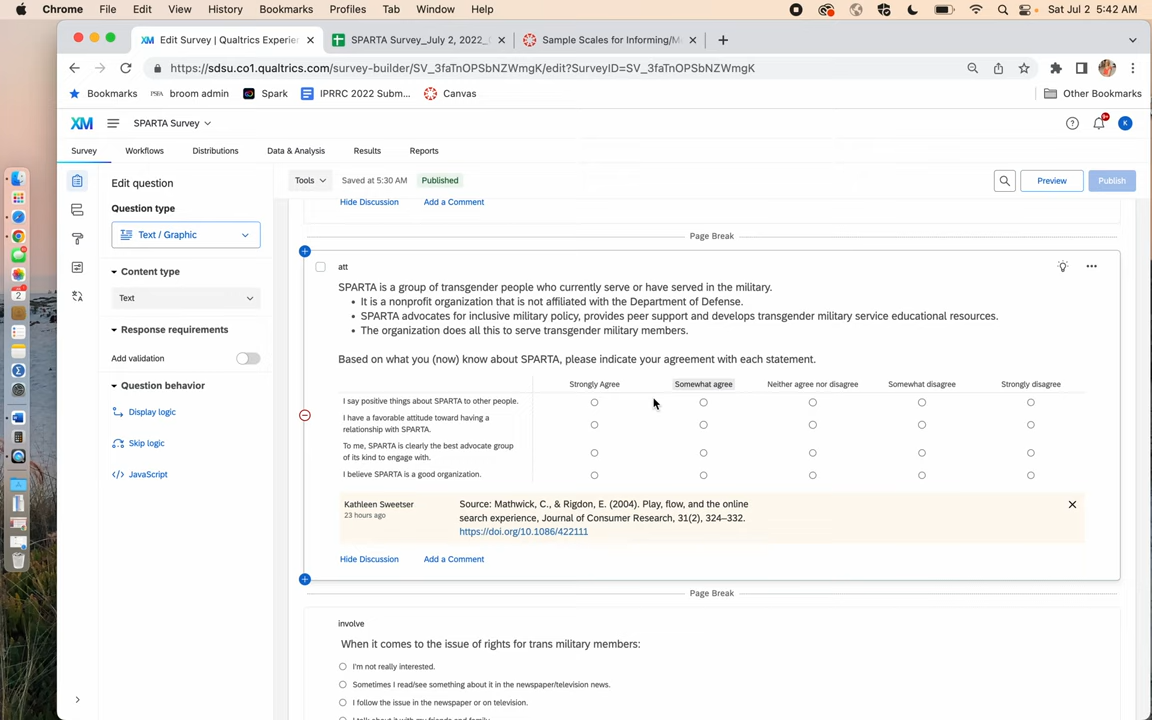 Chrome File Edit View History Bookmarks Profiles Tab Window Help Sat Jul 2 5:42 AM
XM Edit Survey | Qualtrics Experien SPARTA Survey_July 2, 2022_ Sample Scales for Informing/M
https://sdsu.co1.qualtrics.com/survey-builder/SV_3faTnOPSbNZWmgK/edit?SurveyID=SV_3faTnOPSbNZWmgK
Bookmarks PSFA broom admin Spark IPRRC 2022 Subm... Canvas Other Bookmarks
XM SPARTA Survey ? 9+ K
Survey Workflows Distributions Data & Analysis Results Reports
Edit question
Question type
Text / Graphic
Content type
Text
Response requirements
Add validation
Question behavior
Display logic
Skip logic
</> JavaScript
Tools Saved at 5:30 AM Published Preview Publish
Hide Discussion Add a Comment
Page Break
att
SPARTA is a group of transgender people who currently serve or have served in the military.
• It is a nonprofit organization that is not affiliated with the Department of Defense.
• SPARTA advocates for inclusive military policy, provides peer support and develops transgender military service educational resources.
• The organization does all this to serve transgender military members.
Based on what you (now) know about SPARTA, please indicate your agreement with each statement.
Strongly Agree Somewhat agree Neither agree nor disagree Somewhat disagree Strongly disagree
I say positive things about SPARTA to other people.
I have a favorable attitude toward having a
relationship with SPARTA.
To me, SPARTA is clearly the best advocate group
of its kind to engage with.
I believe SPARTA is a good organization.
Kathleen Sweetser
23 hours ago
Source: Mathwick, C., & Rigdon, E. (2004). Play, flow, and the online
search experience, Journal of Consumer Research, 31(2), 324–332.
https://doi.org/10.1086/422111
Hide Discussion Add a Comment
Page Break
involve
When it comes to the issue of rights for trans military members:
I'm not really interested.
Sometimes I read/see something about it in the newspaper/television news.
I follow the issue in the newspaper or on television.
I talk about it with my friends and family.